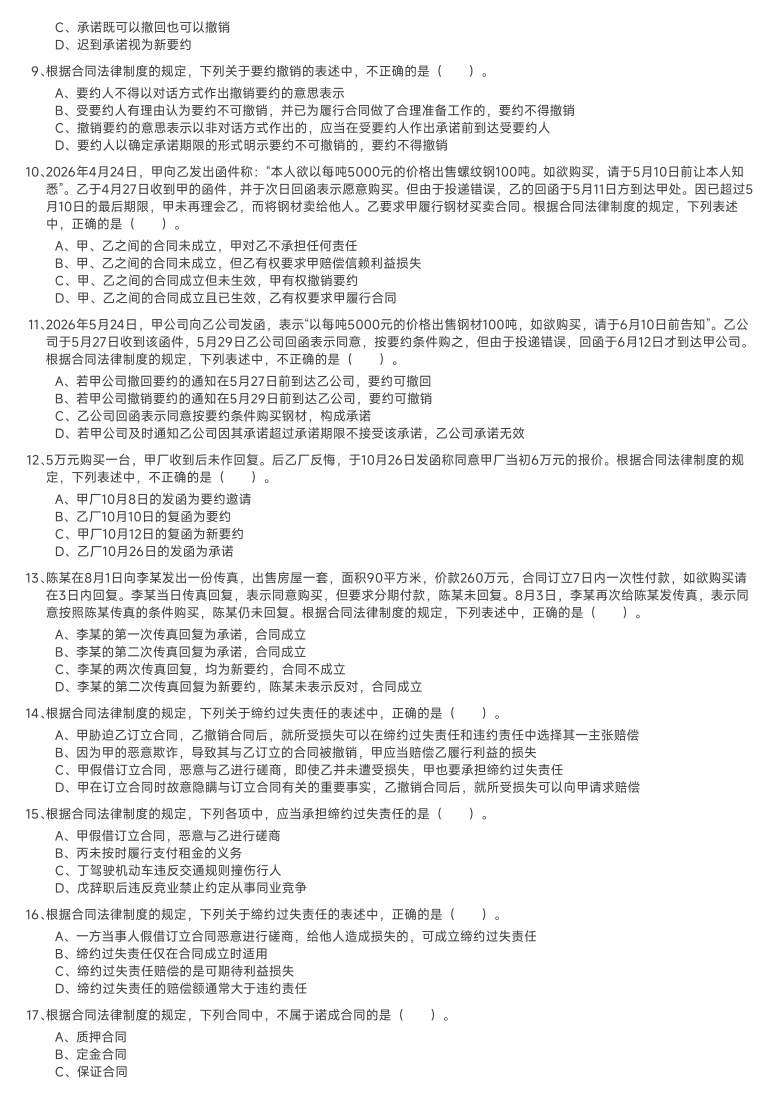 C、承诺既可以撤回也可以撤销
D、迟到承诺视为新要约
9、根据合同法律制度的规定，下列关于要约撤销的表述中，不正确的是（　　）。
A、要约人不得以对话方式作出撤销要约的意思表示
B、受要约人有理由认为要约不可撤销，并已为履行合同做了合理准备工作的，要约不得撤销
C、撤销要约的意思表示以非对话方式作出的，应当在受要约人作出承诺前到达受要约人
D、要约人以确定承诺期限的形式明示要约不可撤销的，要约不得撤销
10、2026年4月24日，甲向乙发出函件称：“本人欲以每吨5000元的价格出售螺纹钢100吨。如欲购买，请于5月10日前让本人知
悉”。乙于4月27日收到甲的函件，并于次日回函表示愿意购买。但由于投递错误，乙的回函于5月11日方到达甲处。因已超过5
月10日的最后期限，甲未再理会乙，而将钢材卖给他人。乙要求甲履行钢材买卖合同。根据合同法律制度的规定，下列表述
中，正确的是（　　）。
A、甲、乙之间的合同未成立，甲对乙不承担任何责任
B、甲、乙之间的合同未成立，但乙有权要求甲赔偿信赖利益损失
C、甲、乙之间的合同成立但未生效，甲有权撤销要约
D、甲、乙之间的合同成立且已生效，乙有权要求甲履行合同
11、2026年5月24日，甲公司向乙公司发函，表示“以每吨5000元的价格出售钢材100吨，如欲购买，请于6月10日前告知”。乙公
司于5月27日收到该函件，5月29日乙公司回函表示同意，按要约条件购之，但由于投递错误，回函于6月12日才到达甲公司。
根据合同法律制度的规定，下列表述中，不正确的是（　　）。
A、若甲公司撤回要约的通知在5月27日前到达乙公司，要约可撤回
B、若甲公司撤销要约的通知在5月29日前到达乙公司，要约可撤销
C、乙公司回函表示同意按要约条件购买钢材，构成承诺
D、若甲公司及时通知乙公司因其承诺超过承诺期限不接受该承诺，乙公司承诺无效
12、5万元购买一台，甲厂收到后未作回复。后乙厂反悔，于10月26日发函称同意甲厂当初6万元的报价。根据合同法律制度的规
定，下列表述中，不正确的是（　　）。
A、甲厂10月8日的发函为要约邀请
B、乙厂10月10日的复函为要约
C、甲厂10月12日的复函为新要约
D、乙厂10月26日的发函为承诺
13、陈某在8月1日向李某发出一份传真，出售房屋一套，面积90平方米，价款260万元，合同订立7日内一次性付款，如欲购买请
在3日内回复。李某当日传真回复，表示同意购买，但要求分期付款，陈某未回复。8月3日，李某再次给陈某发传真，表示同
意按照陈某传真的条件购买，陈某仍未回复。根据合同法律制度的规定，下列表述中，正确的是（　　）。
A、李某的第一次传真回复为承诺，合同成立
B、李某的第二次传真回复为承诺，合同成立
C、李某的两次传真回复，均为新要约，合同不成立
D、李某的第二次传真回复为新要约，陈某未表示反对，合同成立
14、根据合同法律制度的规定，下列关于缔约过失责任的表述中，正确的是（　　）。
A、甲胁迫乙订立合同，乙撤销合同后，就所受损失可以在缔约过失责任和违约责任中选择其一主张赔偿
B、因为甲的恶意欺诈，导致其与乙订立的合同被撤销，甲应当赔偿乙履行利益的损失
C、甲假借订立合同，恶意与乙进行磋商，即使乙并未遭受损失，甲也要承担缔约过失责任
D、甲在订立合同时故意隐瞒与订立合同有关的重要事实，乙撤销合同后，就所受损失可以向甲请求赔偿
15、根据合同法律制度的规定，下列各项中，应当承担缔约过失责任的是（　　）。
A、甲假借订立合同，恶意与乙进行磋商
B、丙未按时履行支付租金的义务
C、丁驾驶机动车违反交通规则撞伤行人
D、戊辞职后违反竞业禁止约定从事同业竞争
16、根据合同法律制度的规定，下列关于缔约过失责任的表述中，正确的是（　　）。
A、一方当事人假借订立合同恶意进行磋商，给他人造成损失的，可成立缔约过失责任
B、缔约过失责任仅在合同成立时适用
C、缔约过失责任赔偿的是可期待利益损失
D、缔约过失责任的赔偿额通常大于违约责任
17、根据合同法律制度的规定，下列合同中，不属于诺成合同的是（　　）。
A、质押合同
B、定金合同
C、保证合同